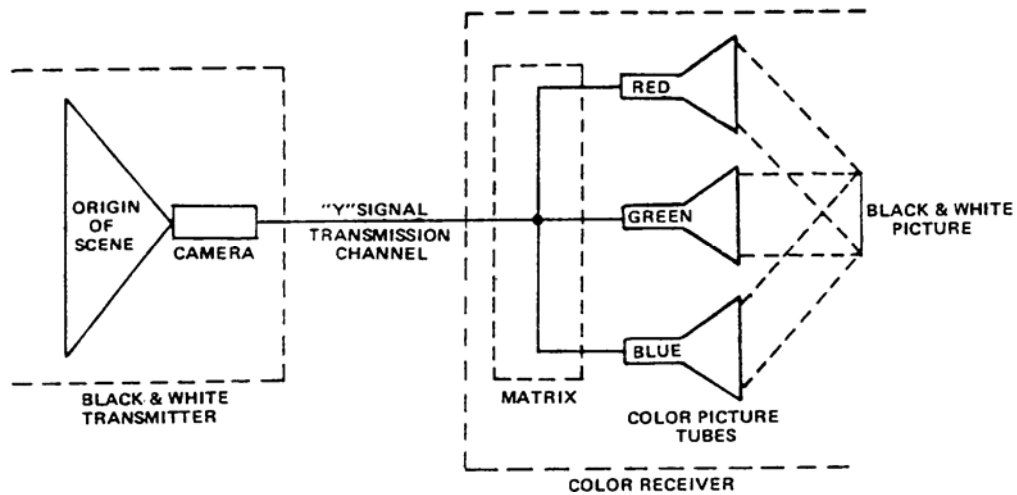 ORIGIN
OF
SCENE
CAMERA
BLACK & WHITE
TRANSMITTER
"Y" SIGNAL
TRANSMISSION
CHANNEL
MATRIX
RED
GREEN
BLUE
COLOR PICTURE
TUBES
BLACK & WHITE
PICTURE
COLOR RECEIVER